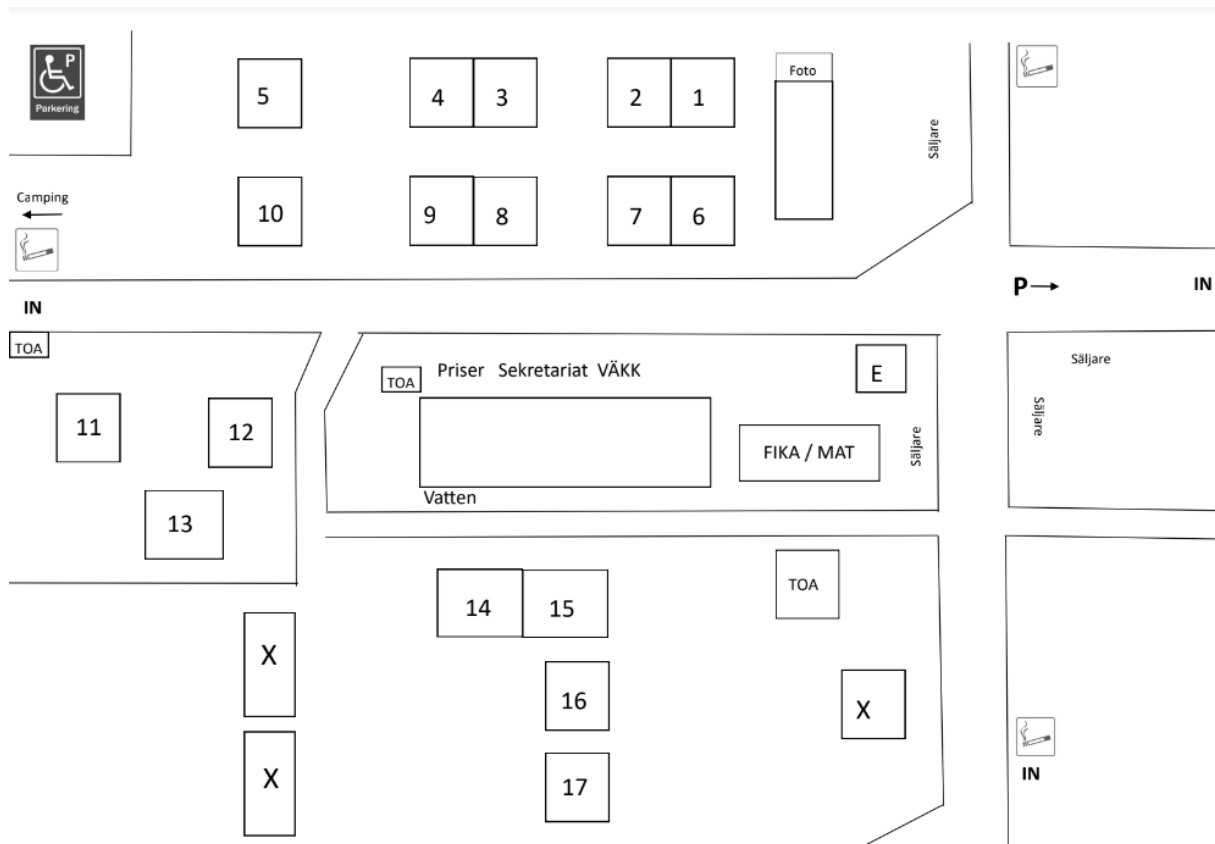 P
Parkering
5
4
3
2
1
Foto
Säljare
Camping
10
9
8
7
6
IN
P
IN
TOA
TOA
Priser Sekretariat VÄKK
E
Säljare
Säljare
Säljare
11
12
FIKA / MAT
Vatten
13
14
15
TOA
X
16
X
X
17
IN